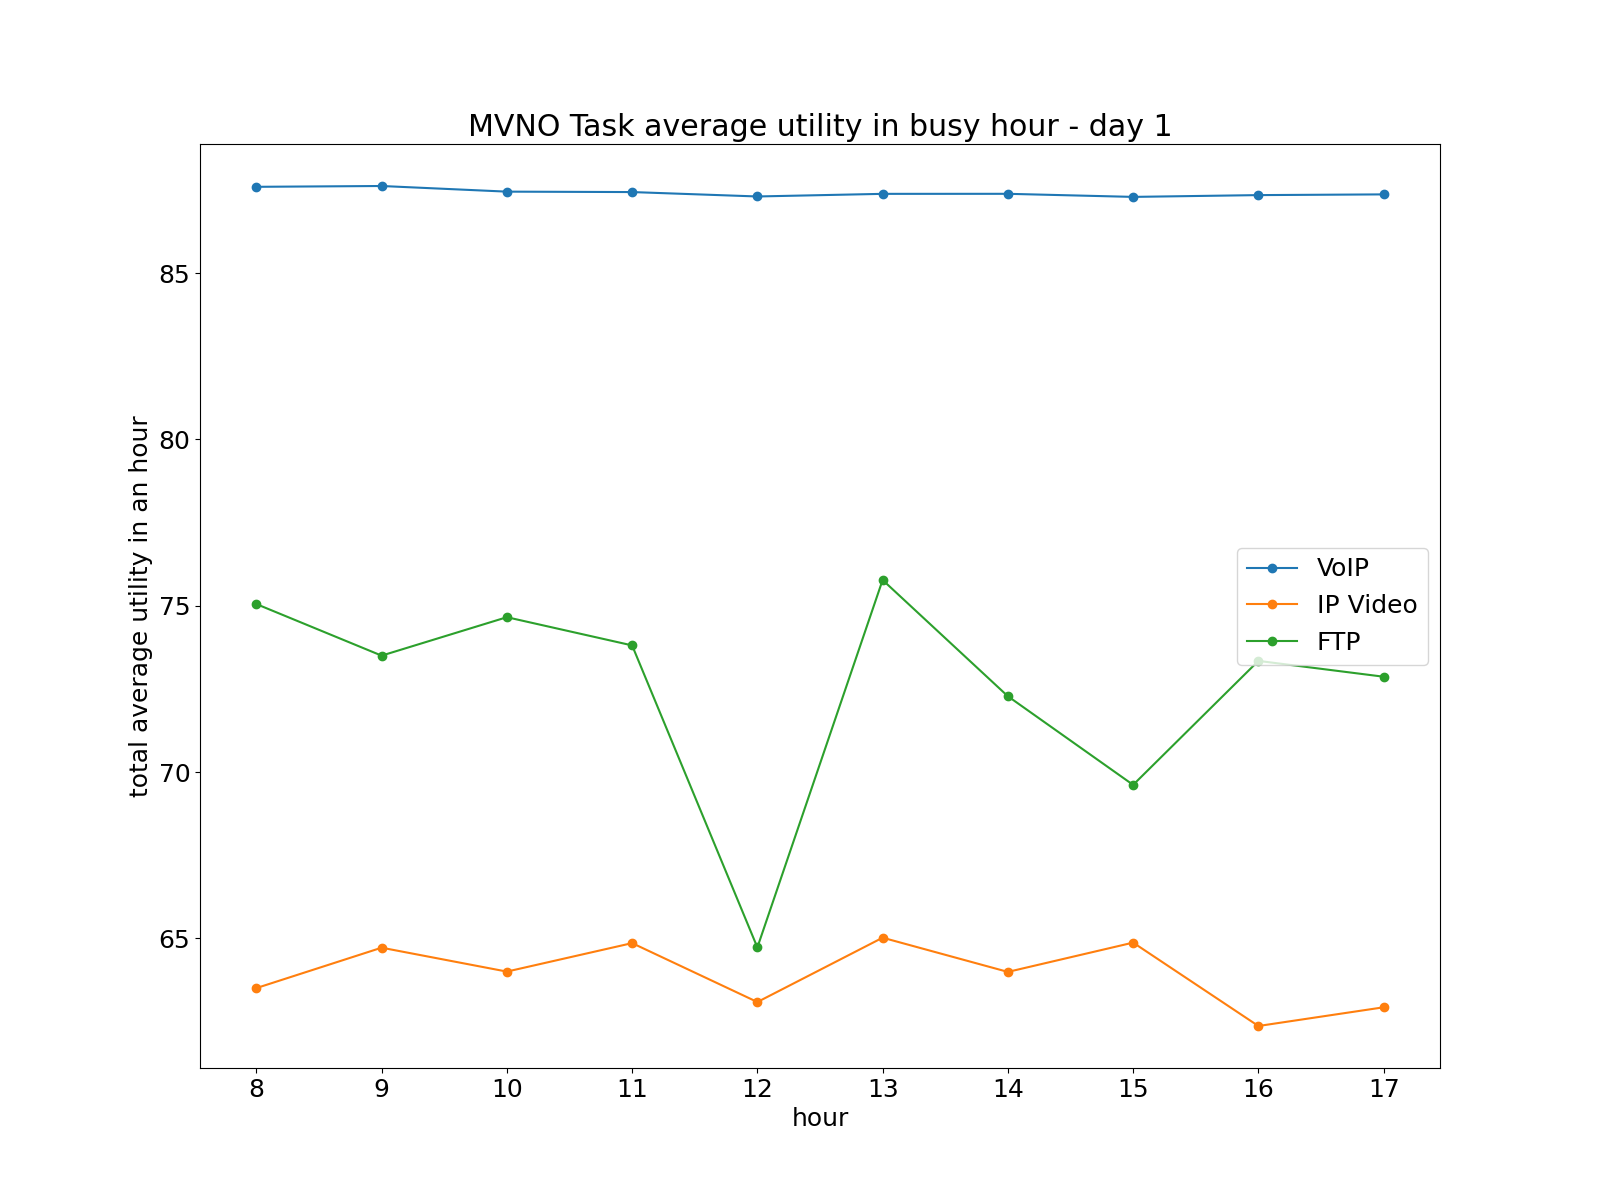 MVNO Task average utility in busy hour - day 1
total average utility in an hour
85
80
75
70
65
VoIP
IP Video
FTP
8 9 10 11 12 13 14 15 16 17
hour